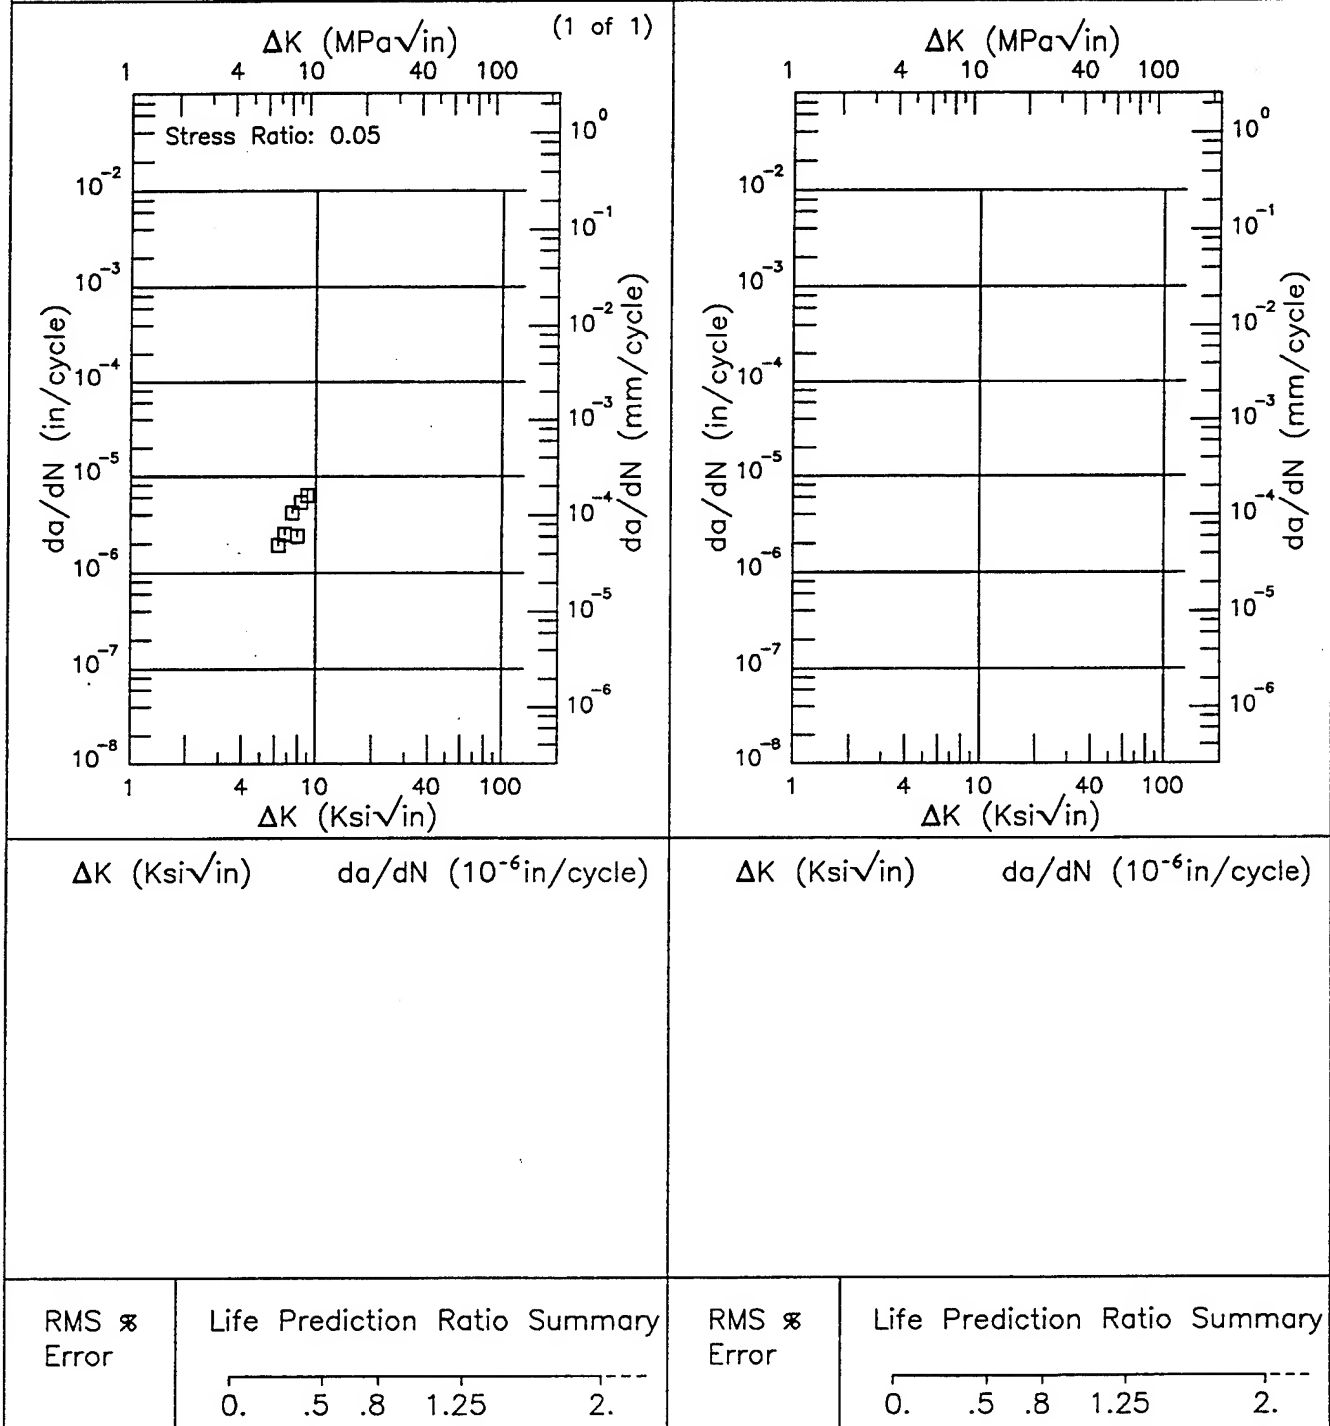 (1 of 1)
ΔK (MPa√in)
1 4 10 40 100
Stress Ratio: 0.05
10⁰
10⁻²
10⁻¹
10⁻³
10⁻²
10⁻⁴
10⁻³
10⁻⁵
10⁻⁴
10⁻⁶
10⁻⁵
10⁻⁷
10⁻⁶
10⁻⁸
da/dN (in/cycle)
da/dN (mm/cycle)
1 4 10 40 100
ΔK (Ksi√in)
ΔK (MPa√in)
1 4 10 40 100
10⁰
10⁻²
10⁻¹
10⁻³
10⁻²
10⁻⁴
10⁻³
10⁻⁵
10⁻⁴
10⁻⁶
10⁻⁵
10⁻⁷
10⁻⁶
10⁻⁸
da/dN (in/cycle)
da/dN (mm/cycle)
1 4 10 40 100
ΔK (Ksi√in)
ΔK (Ksi√in) da/dN (10⁻⁶in/cycle)
ΔK (Ksi√in) da/dN (10⁻⁶in/cycle)
RMS %
Error
Life Prediction Ratio Summary
0. .5 .8 1.25 2.
RMS %
Error
Life Prediction Ratio Summary
0. .5 .8 1.25 2.